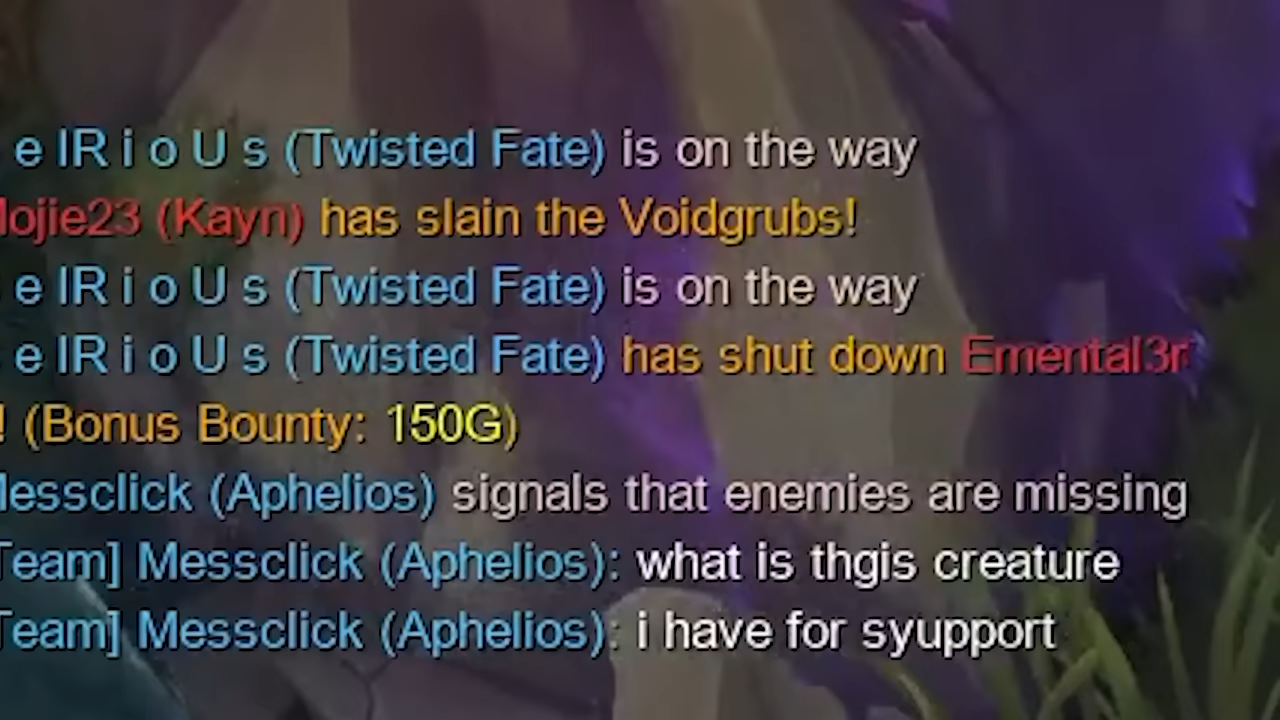 e IR i o U s (Twisted Fate) is on the way
lojie23 (Kayn) has slain the Voidgrubs!
e IR i o U s (Twisted Fate) is on the way
e IR i o U s (Twisted Fate) has shut down Emental3r
! (Bonus Bounty: 150G)
Messclick (Aphelios) signals that enemies are missing
Team] Messclick (Aphelios): what is thgis creature
Team] Messclick (Aphelios): i have for syupport